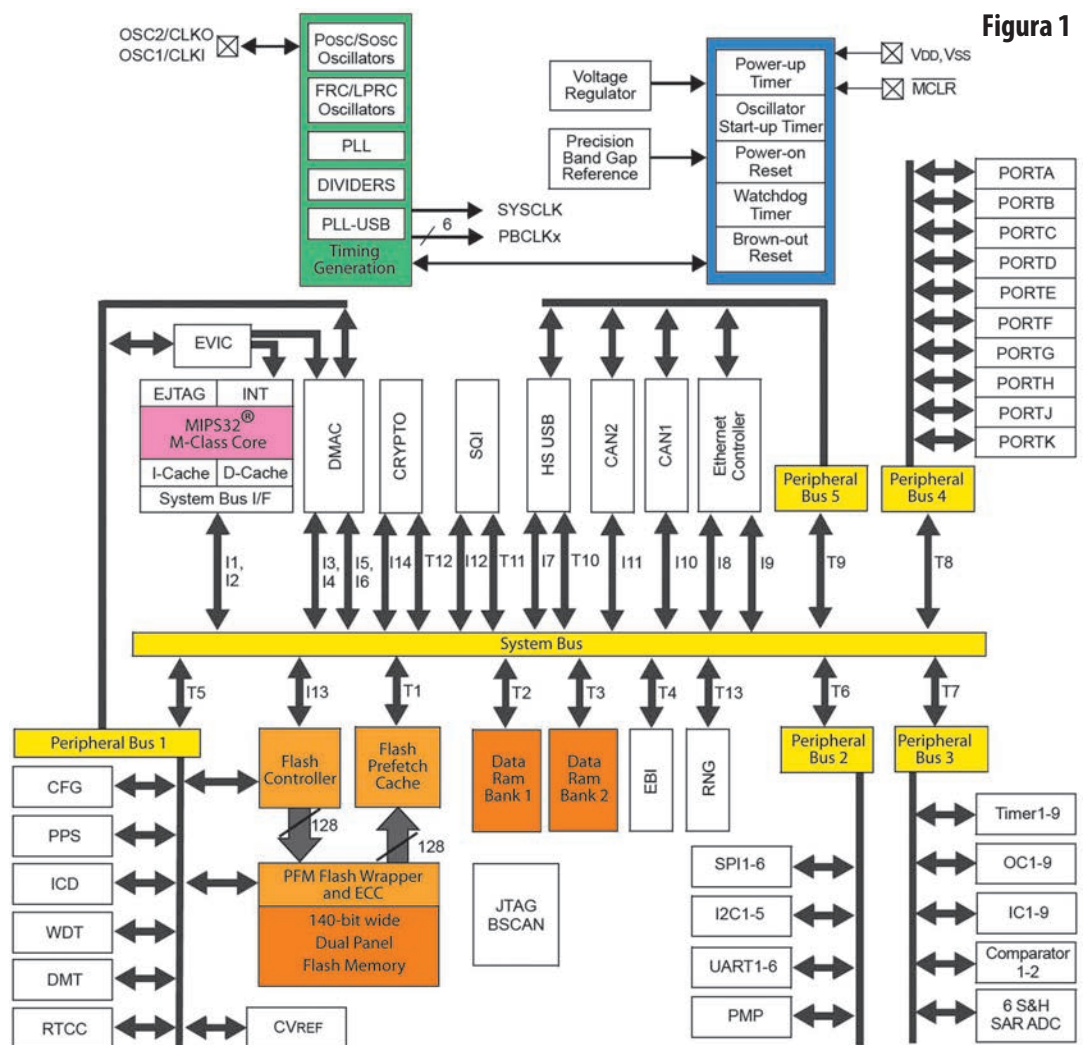 Figura 1
OSC2/CLKO
OSC1/CLKI
Posc/Sosc
Oscillators
FRC/LPRC
Oscillators
PLL
DIVIDERS
PLL-USB
Timing
Generation
6
SYSCLK
PBCLKx
Voltage
Regulator
Precision
Band Gap
Reference
Power-up
Timer
Oscillator
Start-up Timer
Power-on
Reset
Watchdog
Timer
Brown-out
Reset
VDD, VSS
MCLR
PORTA
PORTB
PORTC
PORTD
PORTE
PORTF
PORTG
PORTH
PORTJ
PORTK
EVIC
EJTAG INT
MIPS32®
M-Class Core
I-Cache D-Cache
System Bus I/F
DMAC
CRYPTO
SQI
HS USB
CAN2
CAN1
Ethernet
Controller
Peripheral
Bus 5
Peripheral
Bus 4
I1,
I2
I3,
I4
I5,
I6
I14
T12
I12
T11
I7
T10
I11
I10
I8
I9
T9
T8
System Bus
T5
I13
T1
T2
T3
T4
T13
T6
T7
Peripheral Bus 1
Flash
Controller
Flash
Prefetch
Cache
Data
Ram
Bank 1
Data
Ram
Bank 2
EBI
RNG
Peripheral
Bus 2
Peripheral
Bus 3
CFG
PPS
ICD
WDT
DMT
RTCC
CVREF
128
128
PFM Flash Wrapper
and ECC
140-bit wide
Dual Panel
Flash Memory
JTAG
BSCAN
SPI1-6
I2C1-5
UART1-6
PMP
Timer1-9
OC1-9
IC1-9
Comparator
1-2
6 S&H
SAR ADC